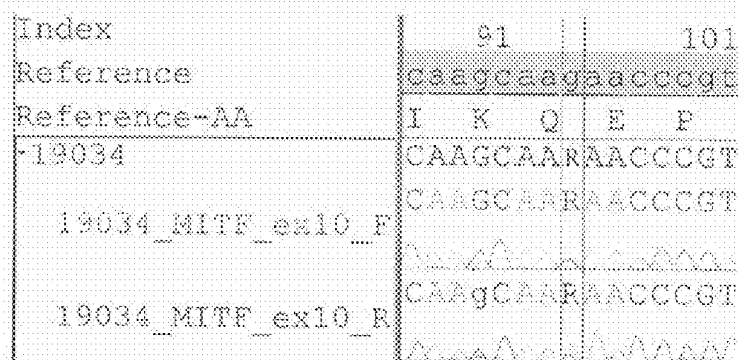 Index 91 101
Reference caagcaagaacccgt
Reference-AA I K Q E P
-19034 CAAGCAARAACCCGT
19034_MITF_ex10_F CAAGCAARAACCCGT
19034_MITF_ex10_R CAAgCAARAACCCGT